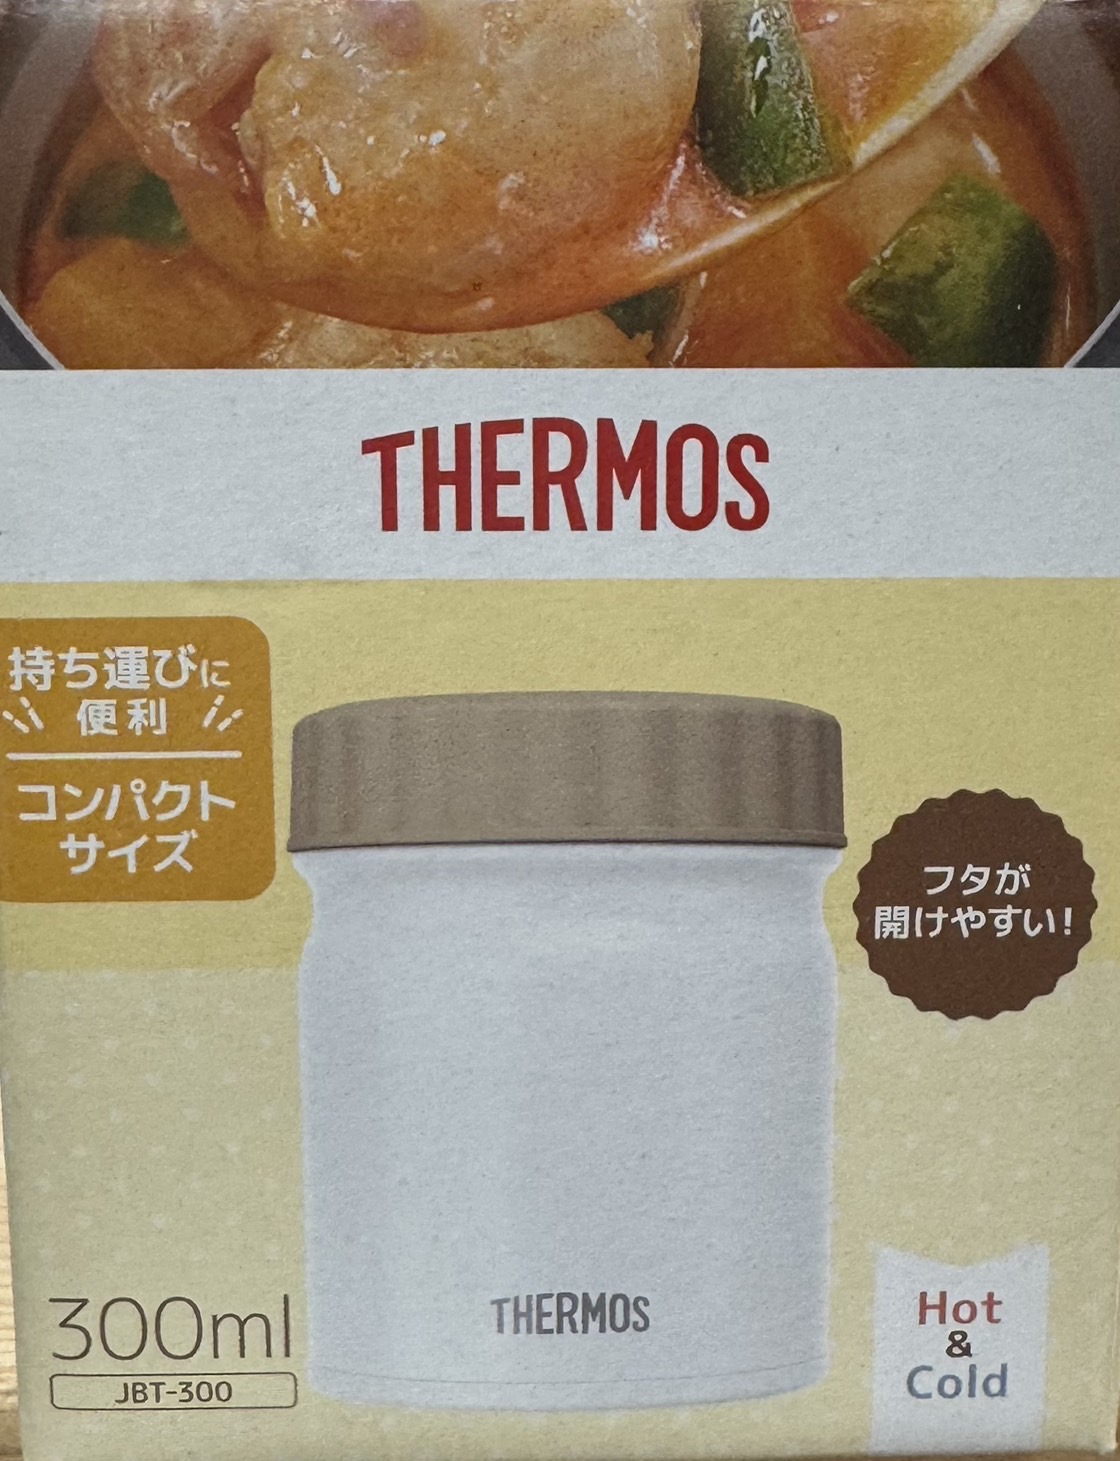 THERMOS
持ち運びに
便利
コンパクト
サイズ
フタが
開けやすい!
THERMOS
300ml
JBT-300
Hot
&
Cold